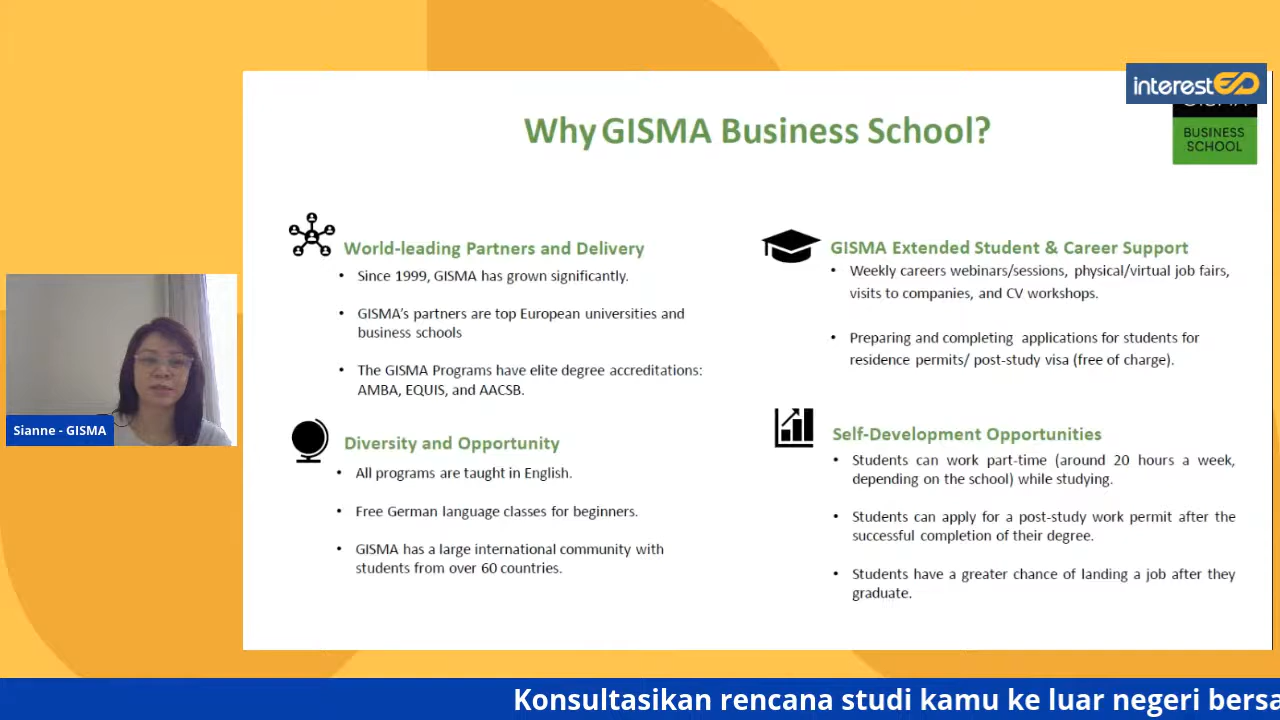 interestED
BUSINESS
SCHOOL
Why GISMA Business School?
World-leading Partners and Delivery
• Since 1999, GISMA has grown significantly.
• GISMA's partners are top European universities and
business schools
• The GISMA Programs have elite degree accreditations:
AMBA, EQUIS, and AACSB.
Diversity and Opportunity
• All programs are taught in English.
• Free German language classes for beginners.
• GISMA has a large international community with
students from over 60 countries.
GISMA Extended Student & Career Support
• Weekly careers webinars/sessions, physical/virtual job fairs,
visits to companies, and CV workshops.
• Preparing and completing applications for students for
residence permits/ post-study visa (free of charge).
Self-Development Opportunities
• Students can work part-time (around 20 hours a week,
depending on the school) while studying.
• Students can apply for a post-study work permit after the
successful completion of their degree.
• Students have a greater chance of landing a job after they
graduate.
Sianne - GISMA
Konsultasikan rencana studi kamu ke luar negeri bersa